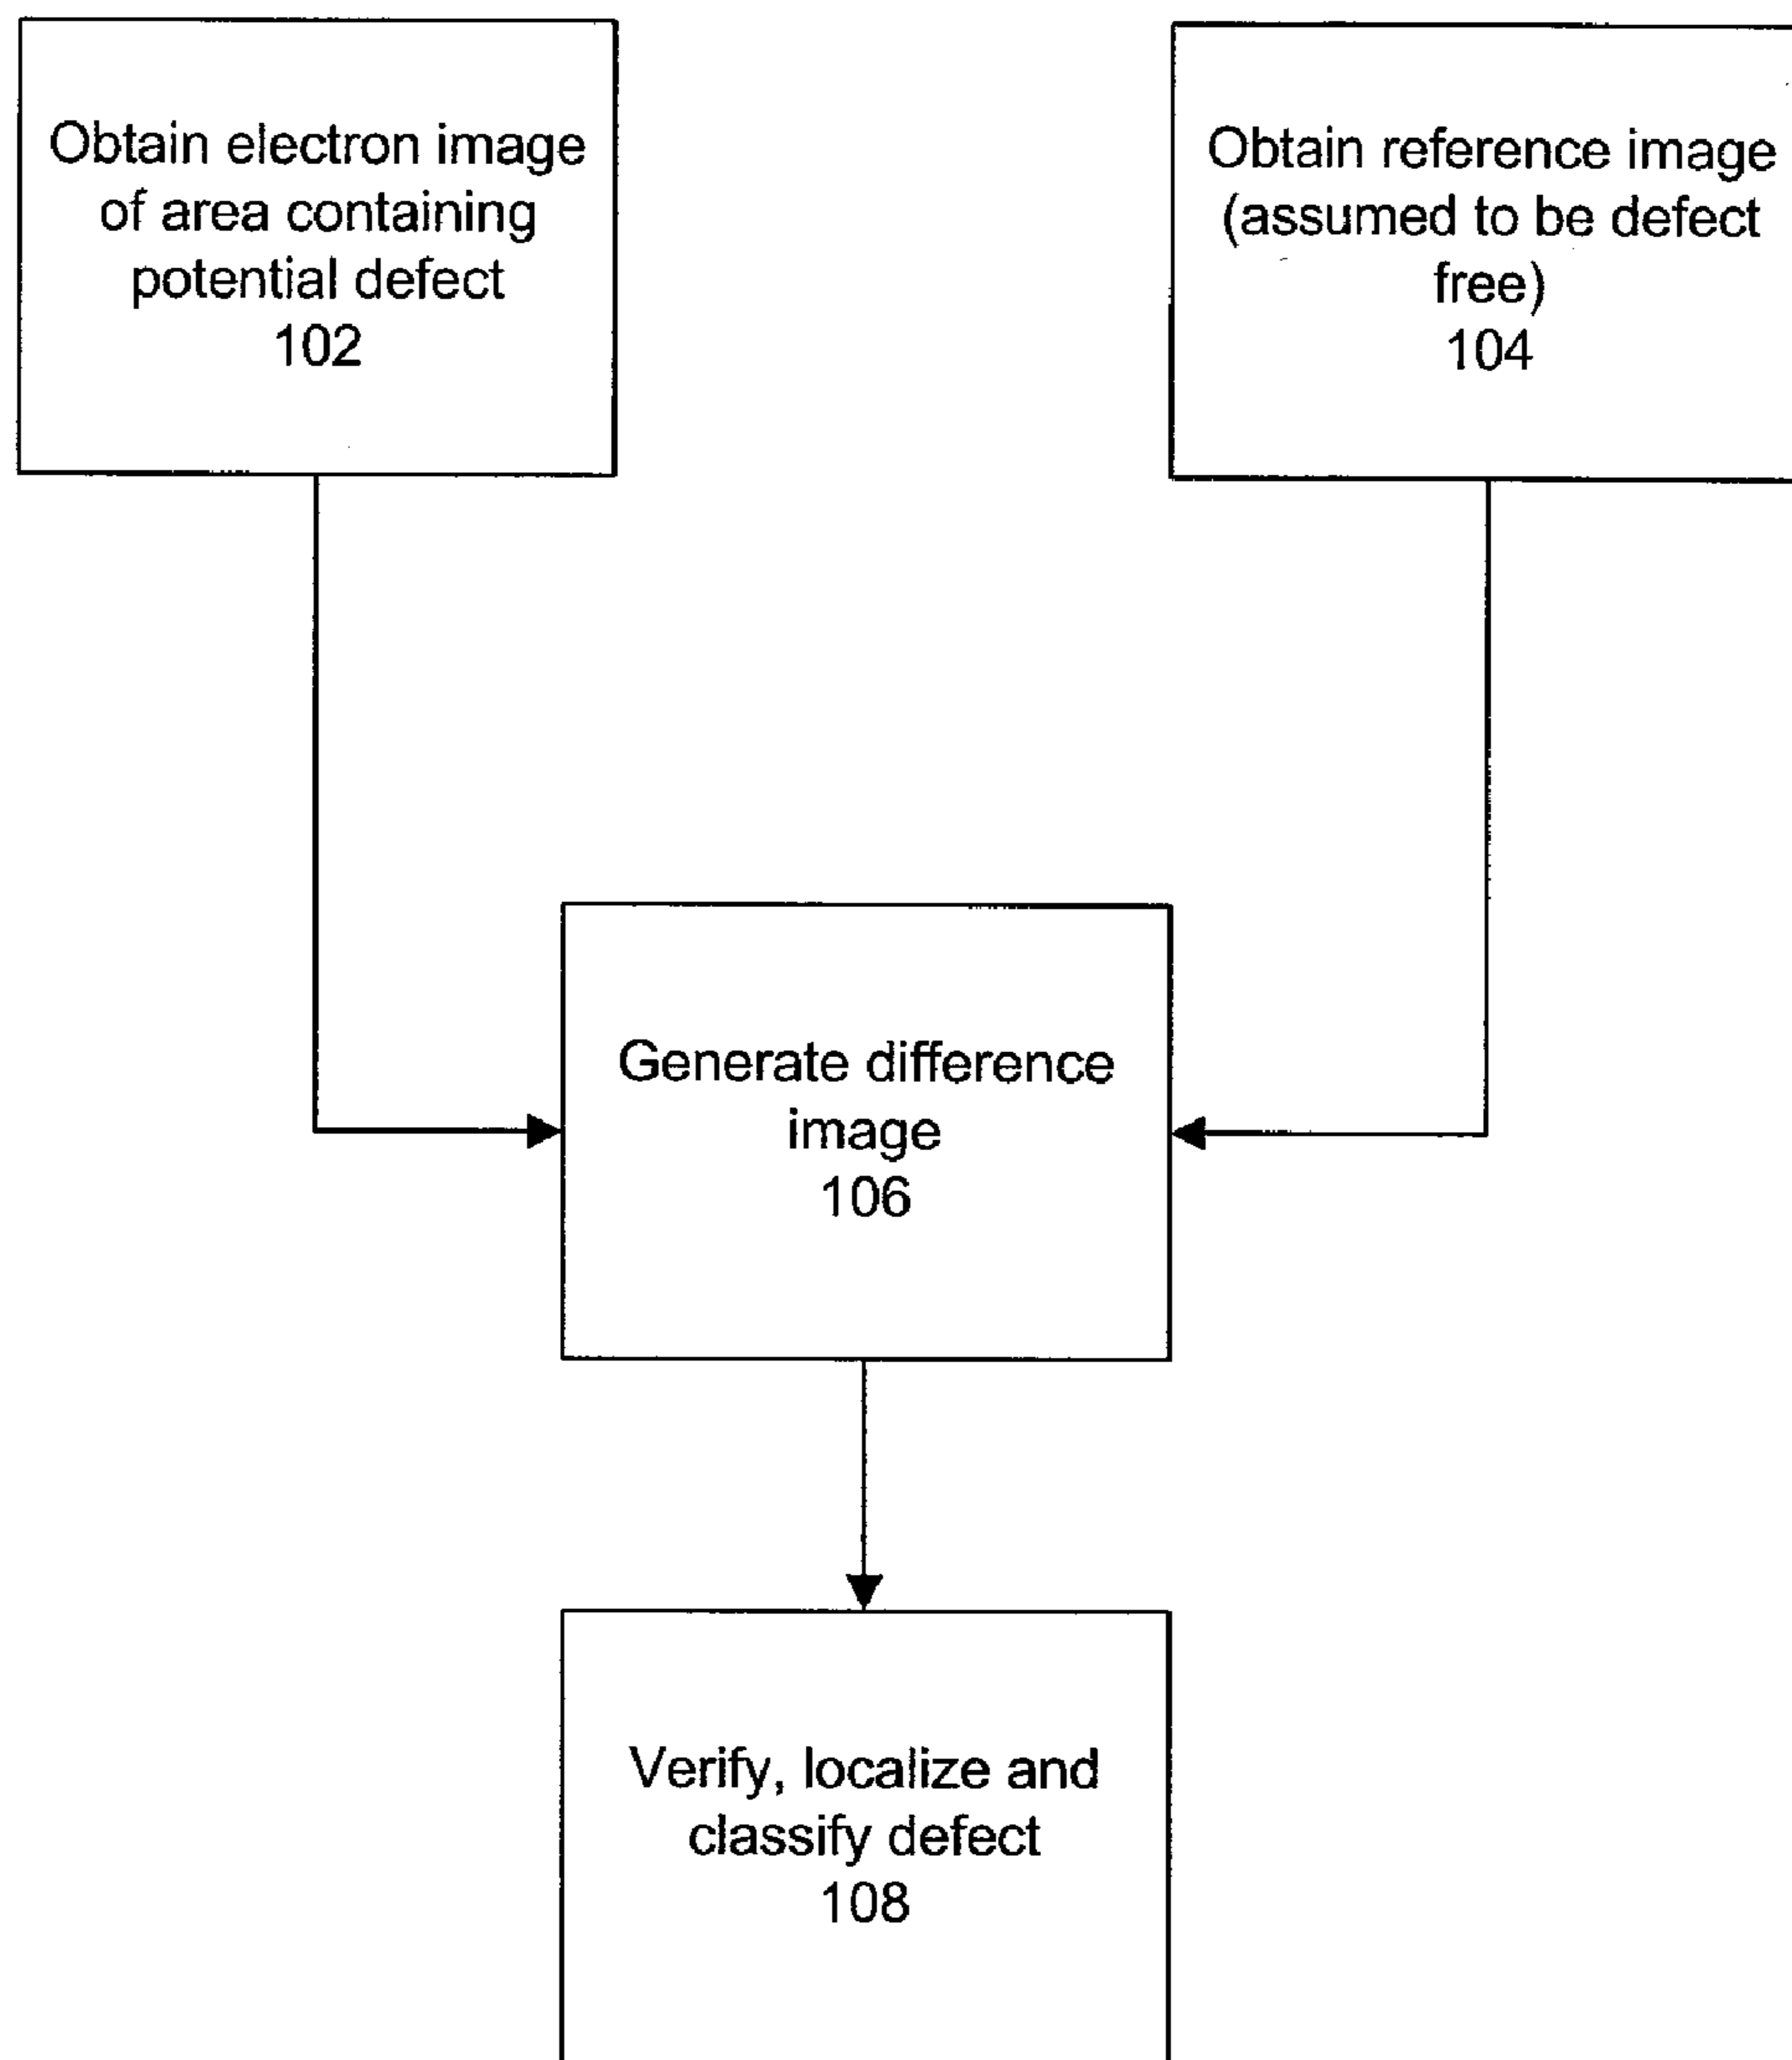 Obtain electron image
of area containing
potential defect
102
Obtain reference image
(assumed to be defect
free)
104
Generate difference
image
106
Verify, localize and
classify defect
108